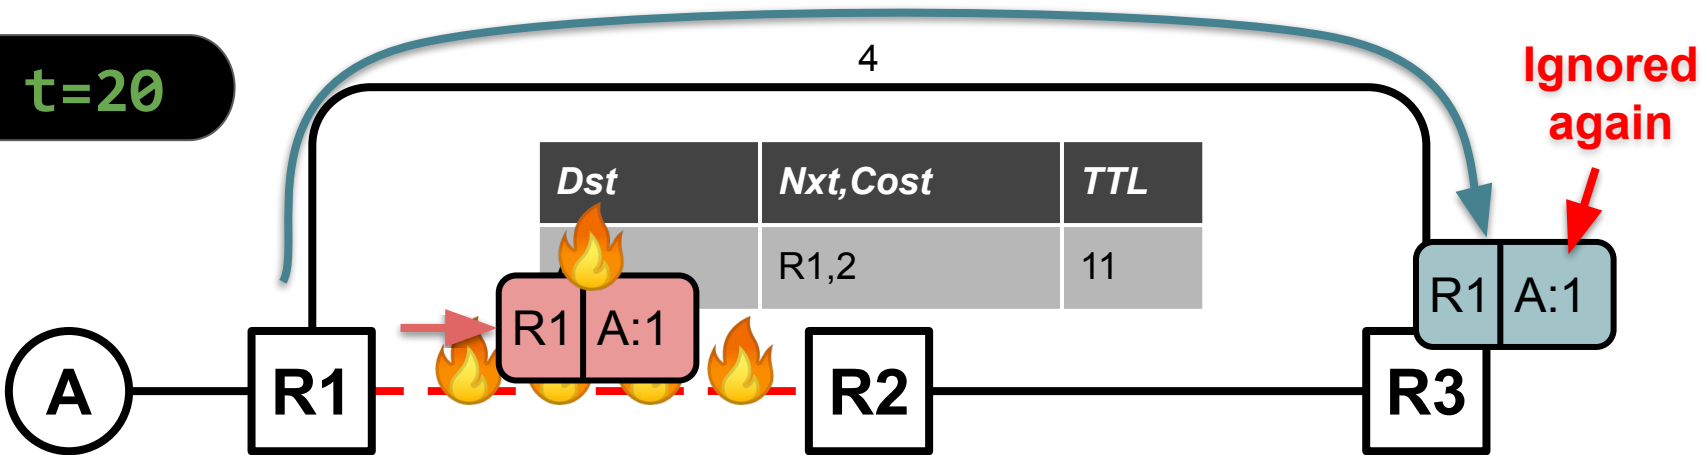 t=20
4
Ignored
again
Dst Nxt,Cost TTL
R1,2 11
R1 A:1
R1 A:1
A R1 R2 R3